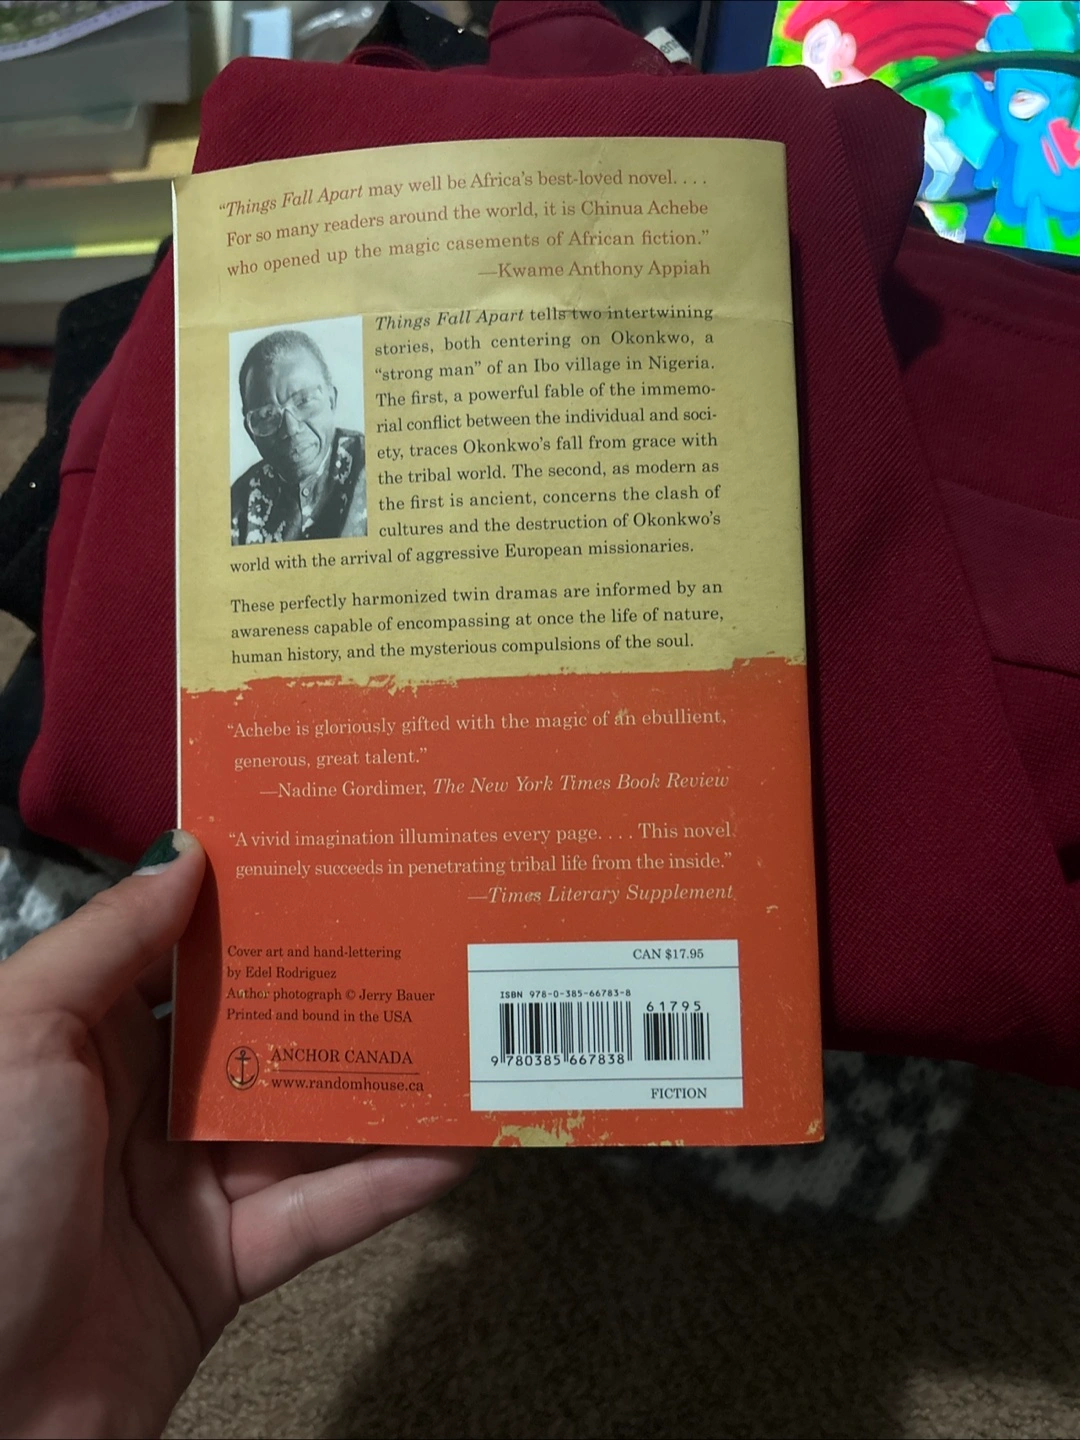 “Things Fall Apart may well be Africa’s best-loved novel. . . .
For so many readers around the world, it is Chinua Achebe
who opened up the magic casements of African fiction.”
—Kwame Anthony Appiah
Things Fall Apart tells two intertwining
stories, both centering on Okonkwo, a
“strong man” of an Ibo village in Nigeria.
The first, a powerful fable of the immemo-
rial conflict between the individual and soci-
ety, traces Okonkwo’s fall from grace with
the tribal world. The second, as modern as
the first is ancient, concerns the clash of
cultures and the destruction of Okonkwo’s
world with the arrival of aggressive European missionaries.
These perfectly harmonized twin dramas are informed by an
awareness capable of encompassing at once the life of nature,
human history, and the mysterious compulsions of the soul.
“Achebe is gloriously gifted with the magic of an ebullient,
generous, great talent.”
—Nadine Gordimer, The New York Times Book Review
“A vivid imagination illuminates every page. . . . This novel
genuinely succeeds in penetrating tribal life from the inside.”
—Times Literary Supplement
Cover art and hand-lettering
by Edel Rodriguez
Author photograph © Jerry Bauer
Printed and bound in the USA
ANCHOR CANADA
www.randomhouse.ca
CAN $17.95
ISBN 978-0-385-66783-8
61795
9 780385 667838
FICTION